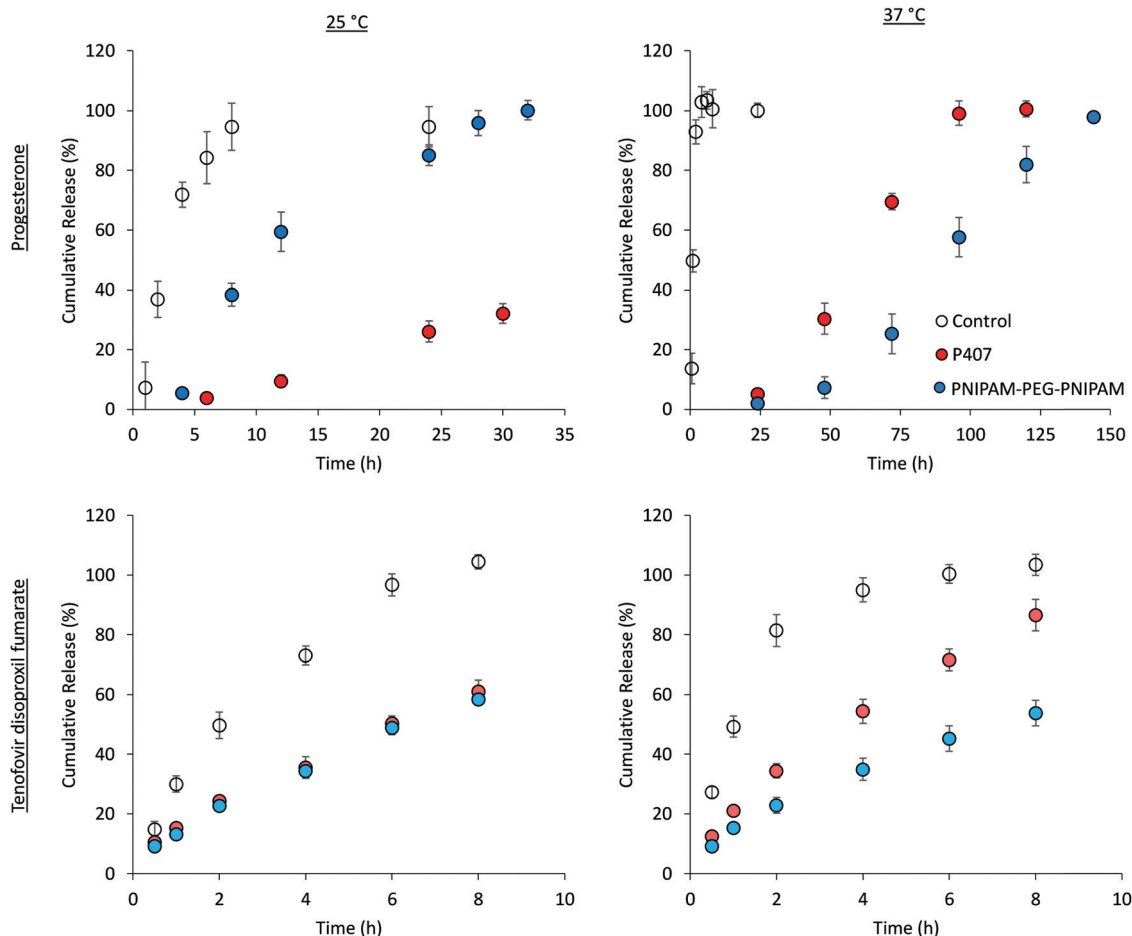 25 °C
37 °C
Progesterone
Cumulative Release (%)
120
100
80
60
40
20
0
0 5 10 15 20 25 30 35
Time (h)
Cumulative Release (%)
120
100
80
60
40
20
0
0 25 50 75 100 125 150
Time (h)
Control
P407
PNIPAM-PEG-PNIPAM
Tenofovir disoproxil fumarate
Cumulative Release (%)
120
100
80
60
40
20
0
0 2 4 6 8 10
Time (h)
Cumulative Release (%)
120
100
80
60
40
20
0
0 2 4 6 8 10
Time (h)